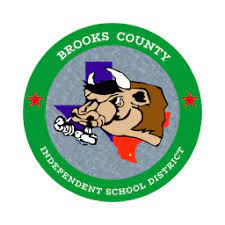 BROOKS COUNTY
INDEPENDENT SCHOOL DISTRICT